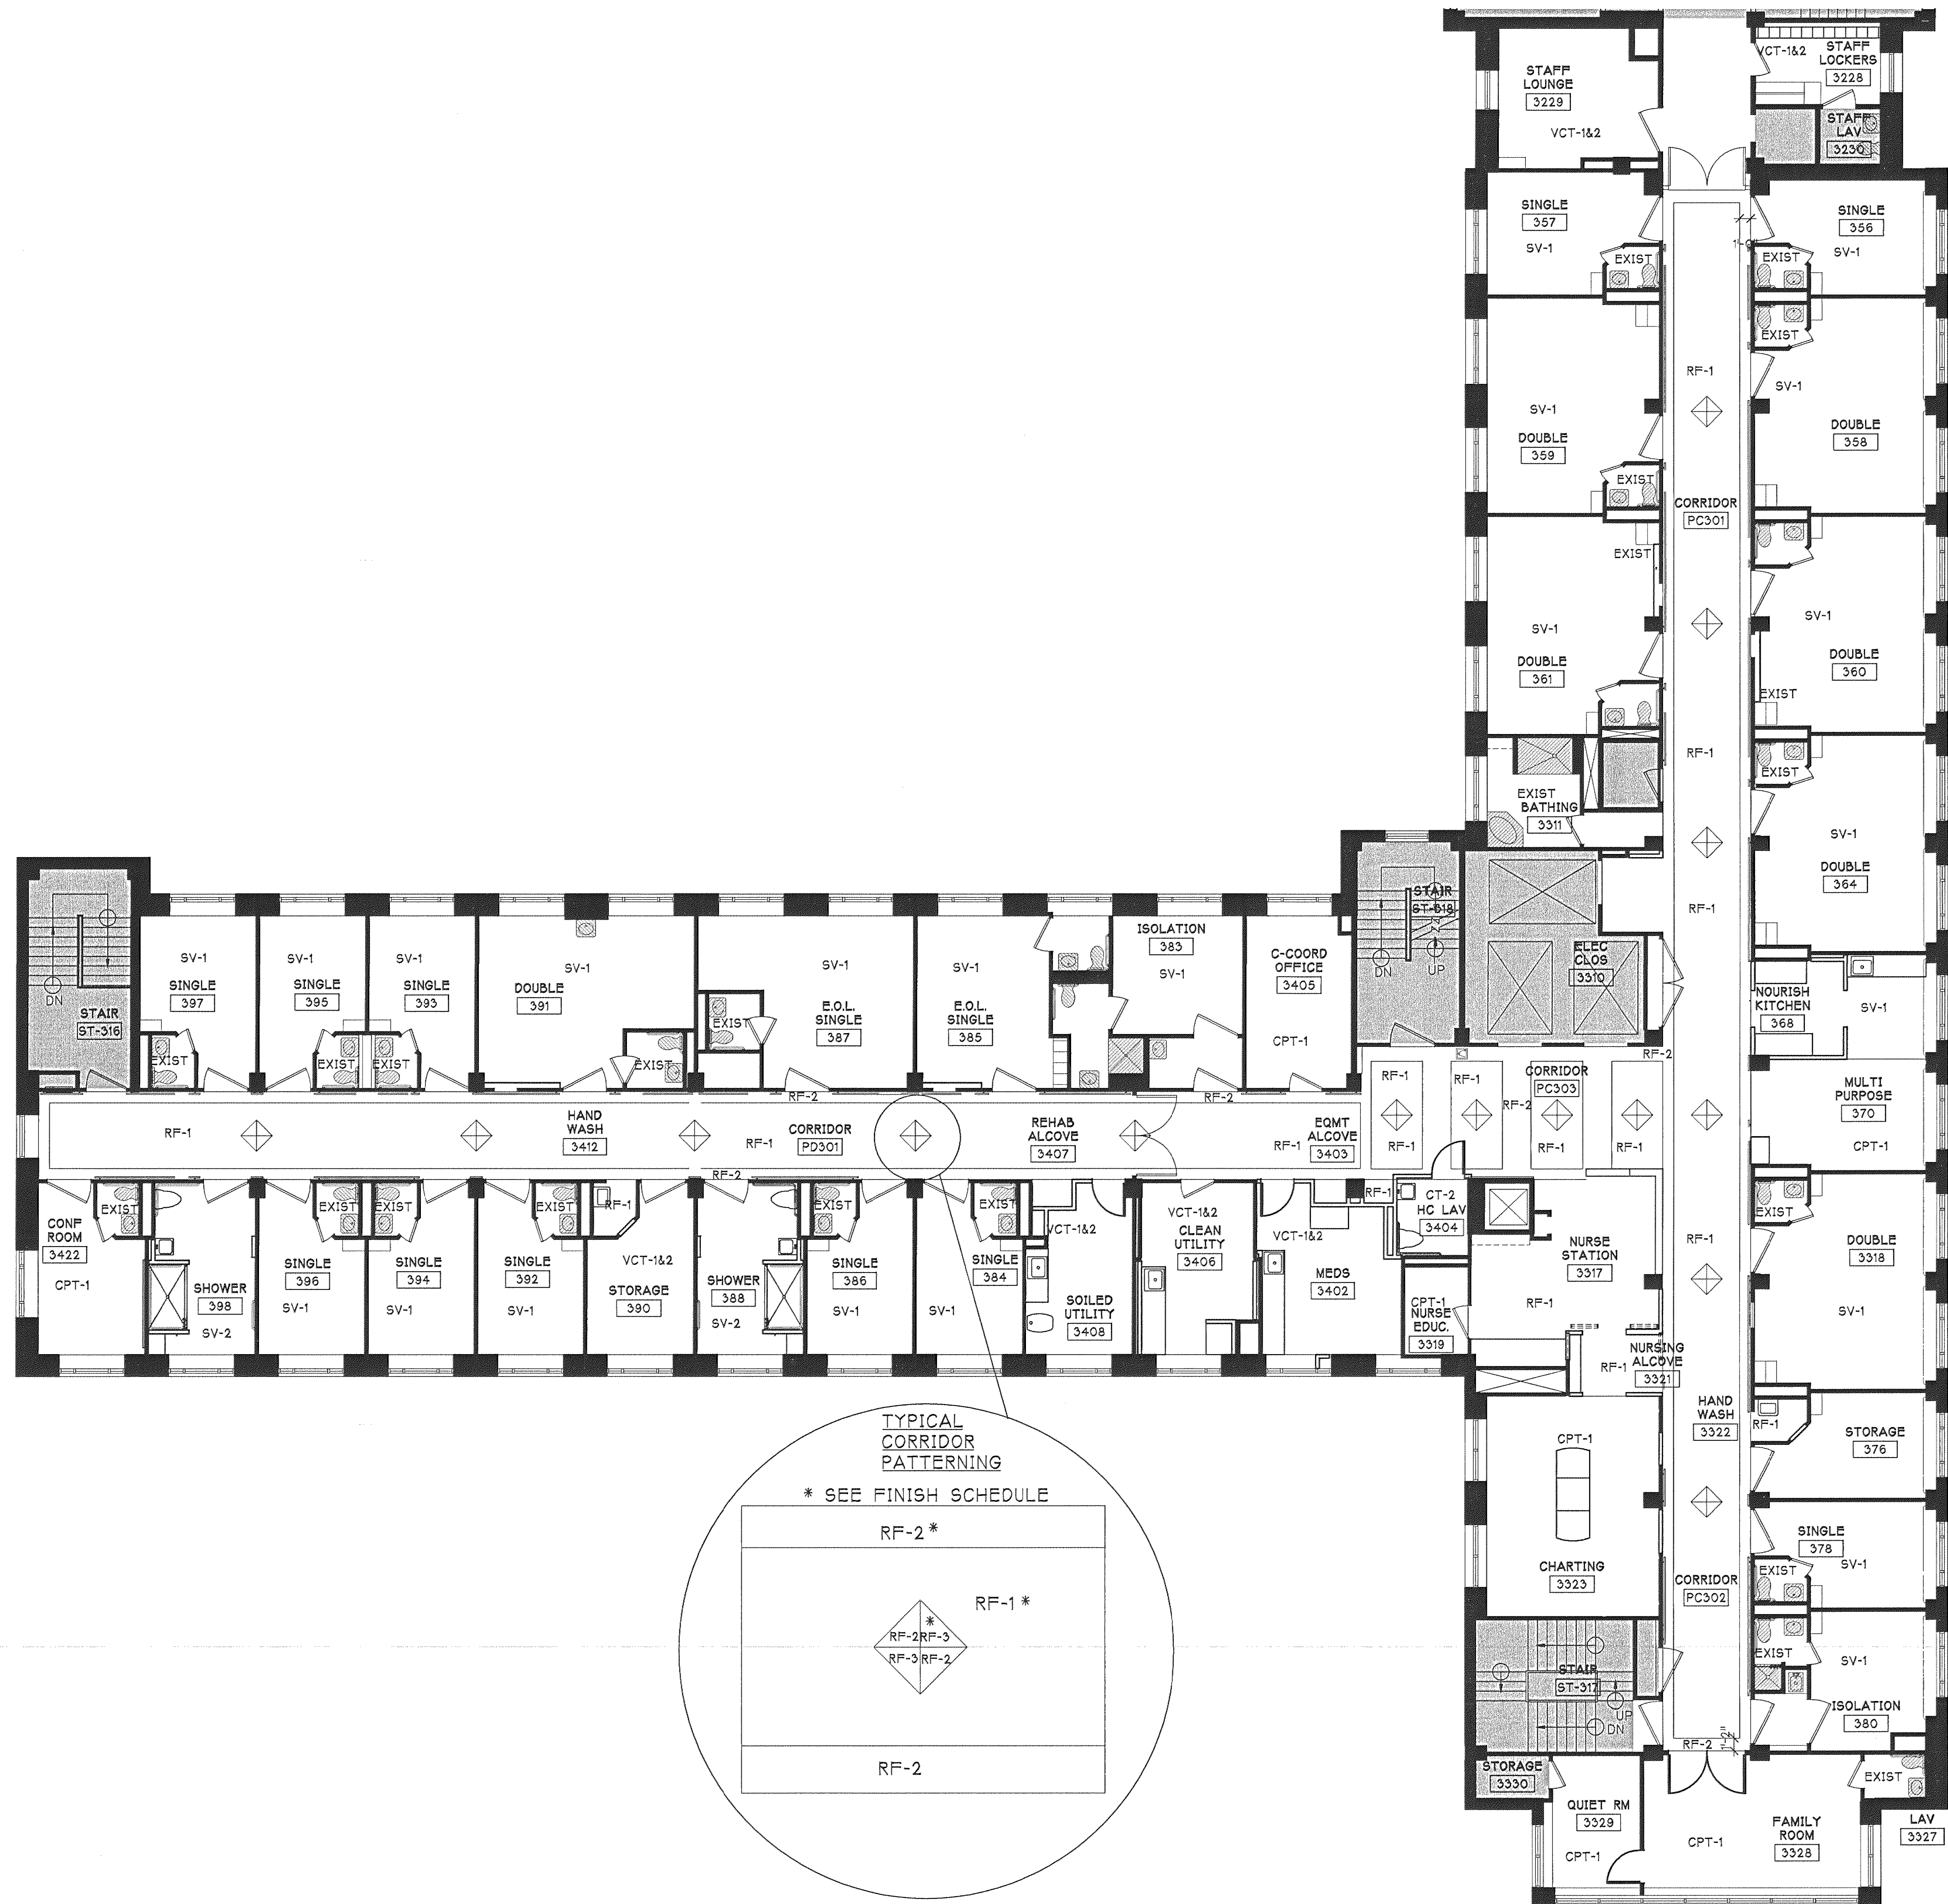 VCT-1&2
STAFF
LOCKERS
3228
STAFF
LOUNGE
3229
VCT-1&2
STAFF
LAV
3230
SINGLE
357
SV-1
EXIST
SINGLE
356
SV-1
1'-0"
EXIST
EXIST
RF-1
SV-1
SV-1
DOUBLE
359
DOUBLE
358
EXIST
CORRIDOR
PC301
EXIST
SV-1
SV-1
DOUBLE
361
DOUBLE
360
EXIST
RF-1
EXIST
EXIST
BATHING
3311
SV-1
DOUBLE
364
STAIR
ST-318
DN
UP
RF-1
ELEC
CLOS
3310
NOURISH
KITCHEN
368
SV-1
STAIR
ST-316
DN
SV-1
SINGLE
397
EXIST
SV-1
SINGLE
395
EXIST
SV-1
SINGLE
393
EXIST
SV-1
DOUBLE
391
EXIST
SV-1
E.O.L.
SINGLE
387
EXIST
SV-1
E.O.L.
SINGLE
385
ISOLATION
383
SV-1
C-COORD
OFFICE
3405
CPT-1
RF-2
RF-2
RF-2
RF-1
HAND
WASH
3412
CORRIDOR
PD301
RF-1
RF-2
REHAB
ALCOVE
3407
RF-1
EQMT
ALCOVE
3403
RF-1
RF-1
RF-1
RF-2
CORRIDOR
PC303
RF-1
RF-1
MULTI
PURPOSE
370
CPT-1
CONF
ROOM
3422
CPT-1
EXIST
SHOWER
398
SV-2
EXIST
SINGLE
396
SV-1
EXIST
SINGLE
394
SV-1
EXIST
SINGLE
392
SV-1
RF-1
VCT-1&2
STORAGE
390
SHOWER
388
SV-2
EXIST
SINGLE
386
SV-1
EXIST
SINGLE
384
SV-1
VCT-1&2
SOILED
UTILITY
3408
VCT-1&2
CLEAN
UTILITY
3406
VCT-1&2
MEDS
3402
RF-1
CT-2
HC LAV
3404
CPT-1
NURSE
EDUC.
3319
NURSE
STATION
3317
RF-1
RF-1
EXIST
DOUBLE
3318
SV-1
NURSING
ALCOVE
3321
RF-1
HAND
WASH
3322
RF-1
STORAGE
376
CPT-1
CHARTING
3323
SINGLE
378
SV-1
EXIST
CORRIDOR
PC302
EXIST
SV-1
ISOLATION
380
STAIR
ST-317
UP
DN
1'-2"
RF-2
STORAGE
3330
EXIST
QUIET RM
3329
CPT-1
CPT-1
FAMILY
ROOM
3328
LAV
3327
TYPICAL
CORRIDOR
PATTERNING
* SEE FINISH SCHEDULE
RF-2*
RF-1*
*
RF-2 RF-3
RF-3 RF-2
RF-2